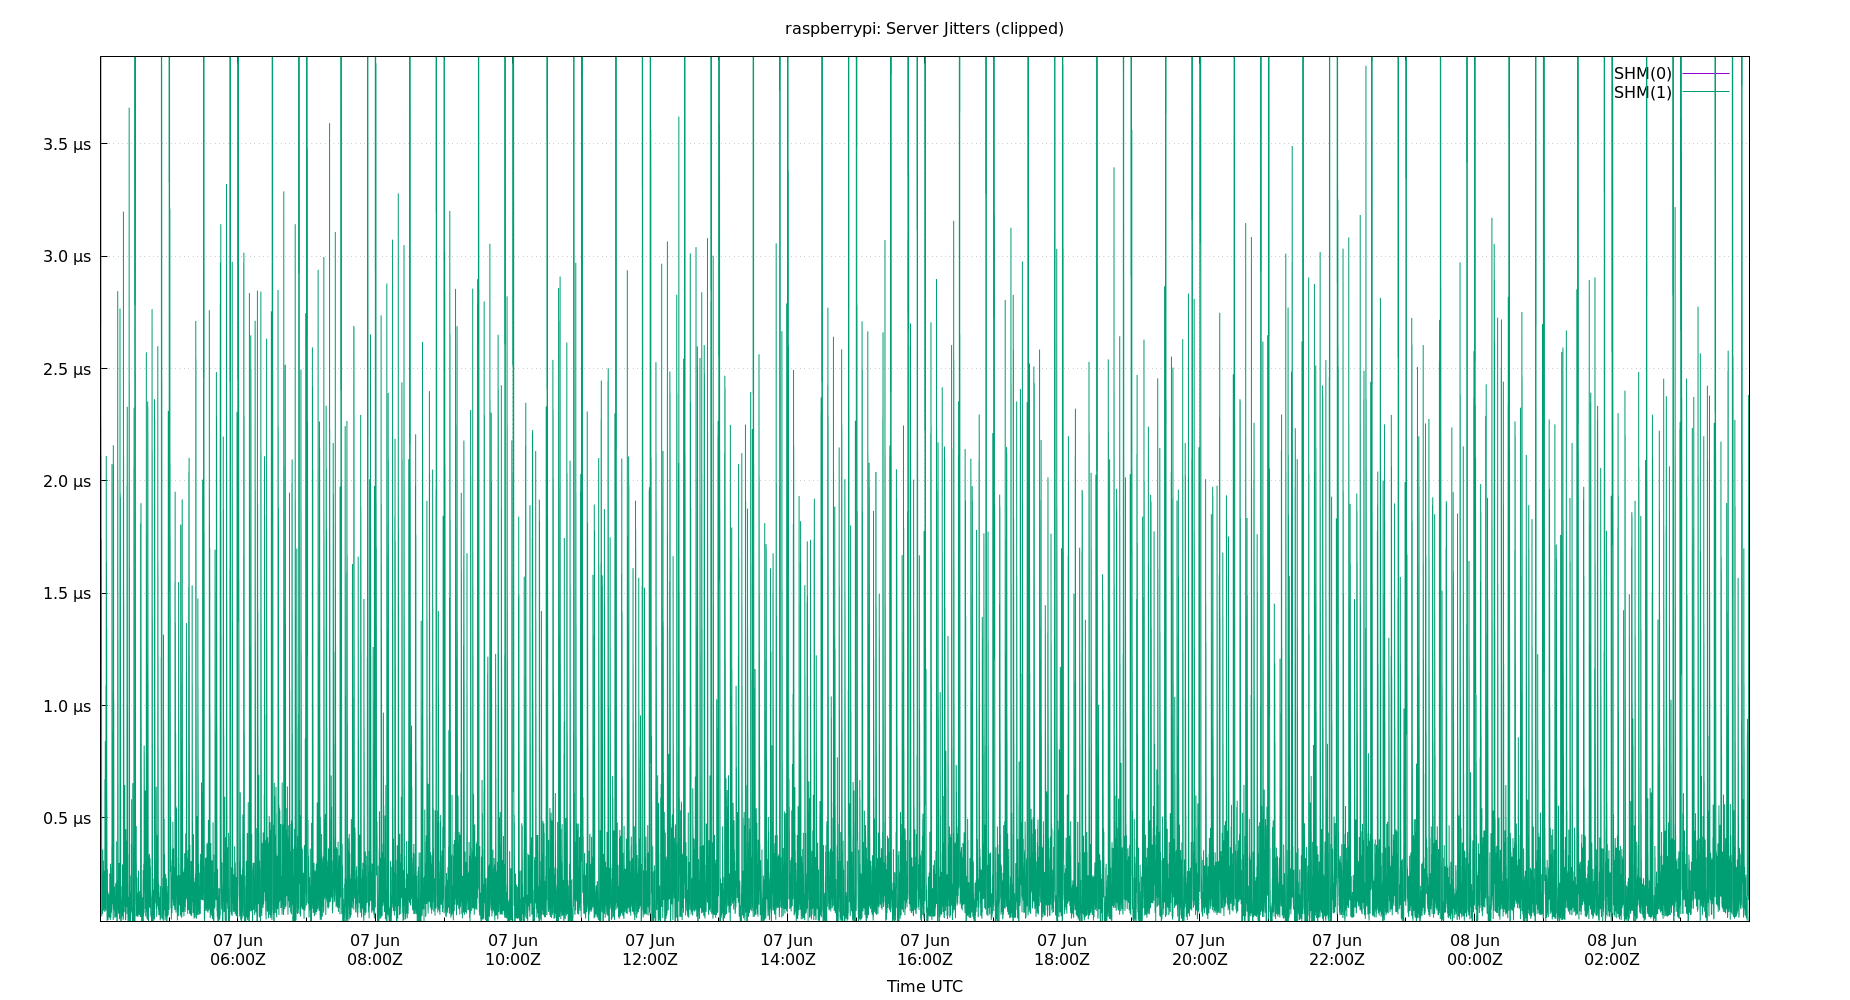 raspberrypi: Server Jitters (clipped)
SHM(0)
SHM(1)
3.5 µs
3.0 µs
2.5 µs
2.0 µs
1.5 µs
1.0 µs
0.5 µs
07 Jun 07 Jun 07 Jun 07 Jun 07 Jun 07 Jun 07 Jun 07 Jun 07 Jun 08 Jun 08 Jun
06:00Z 08:00Z 10:00Z 12:00Z 14:00Z 16:00Z 18:00Z 20:00Z 22:00Z 00:00Z 02:00Z
Time UTC